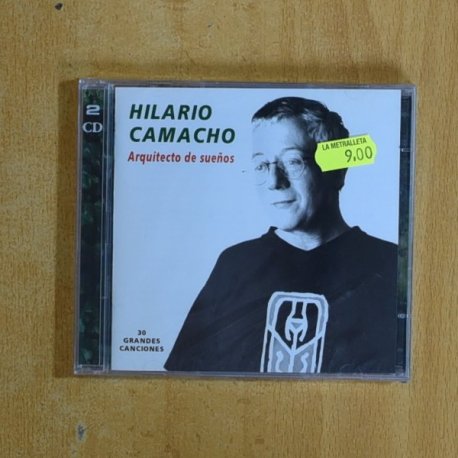 2
CD
HILARIO
CAMACHO
Arquitecto de sueños
LA METRALLETA
9,00
30
GRANDES
CANCIONES